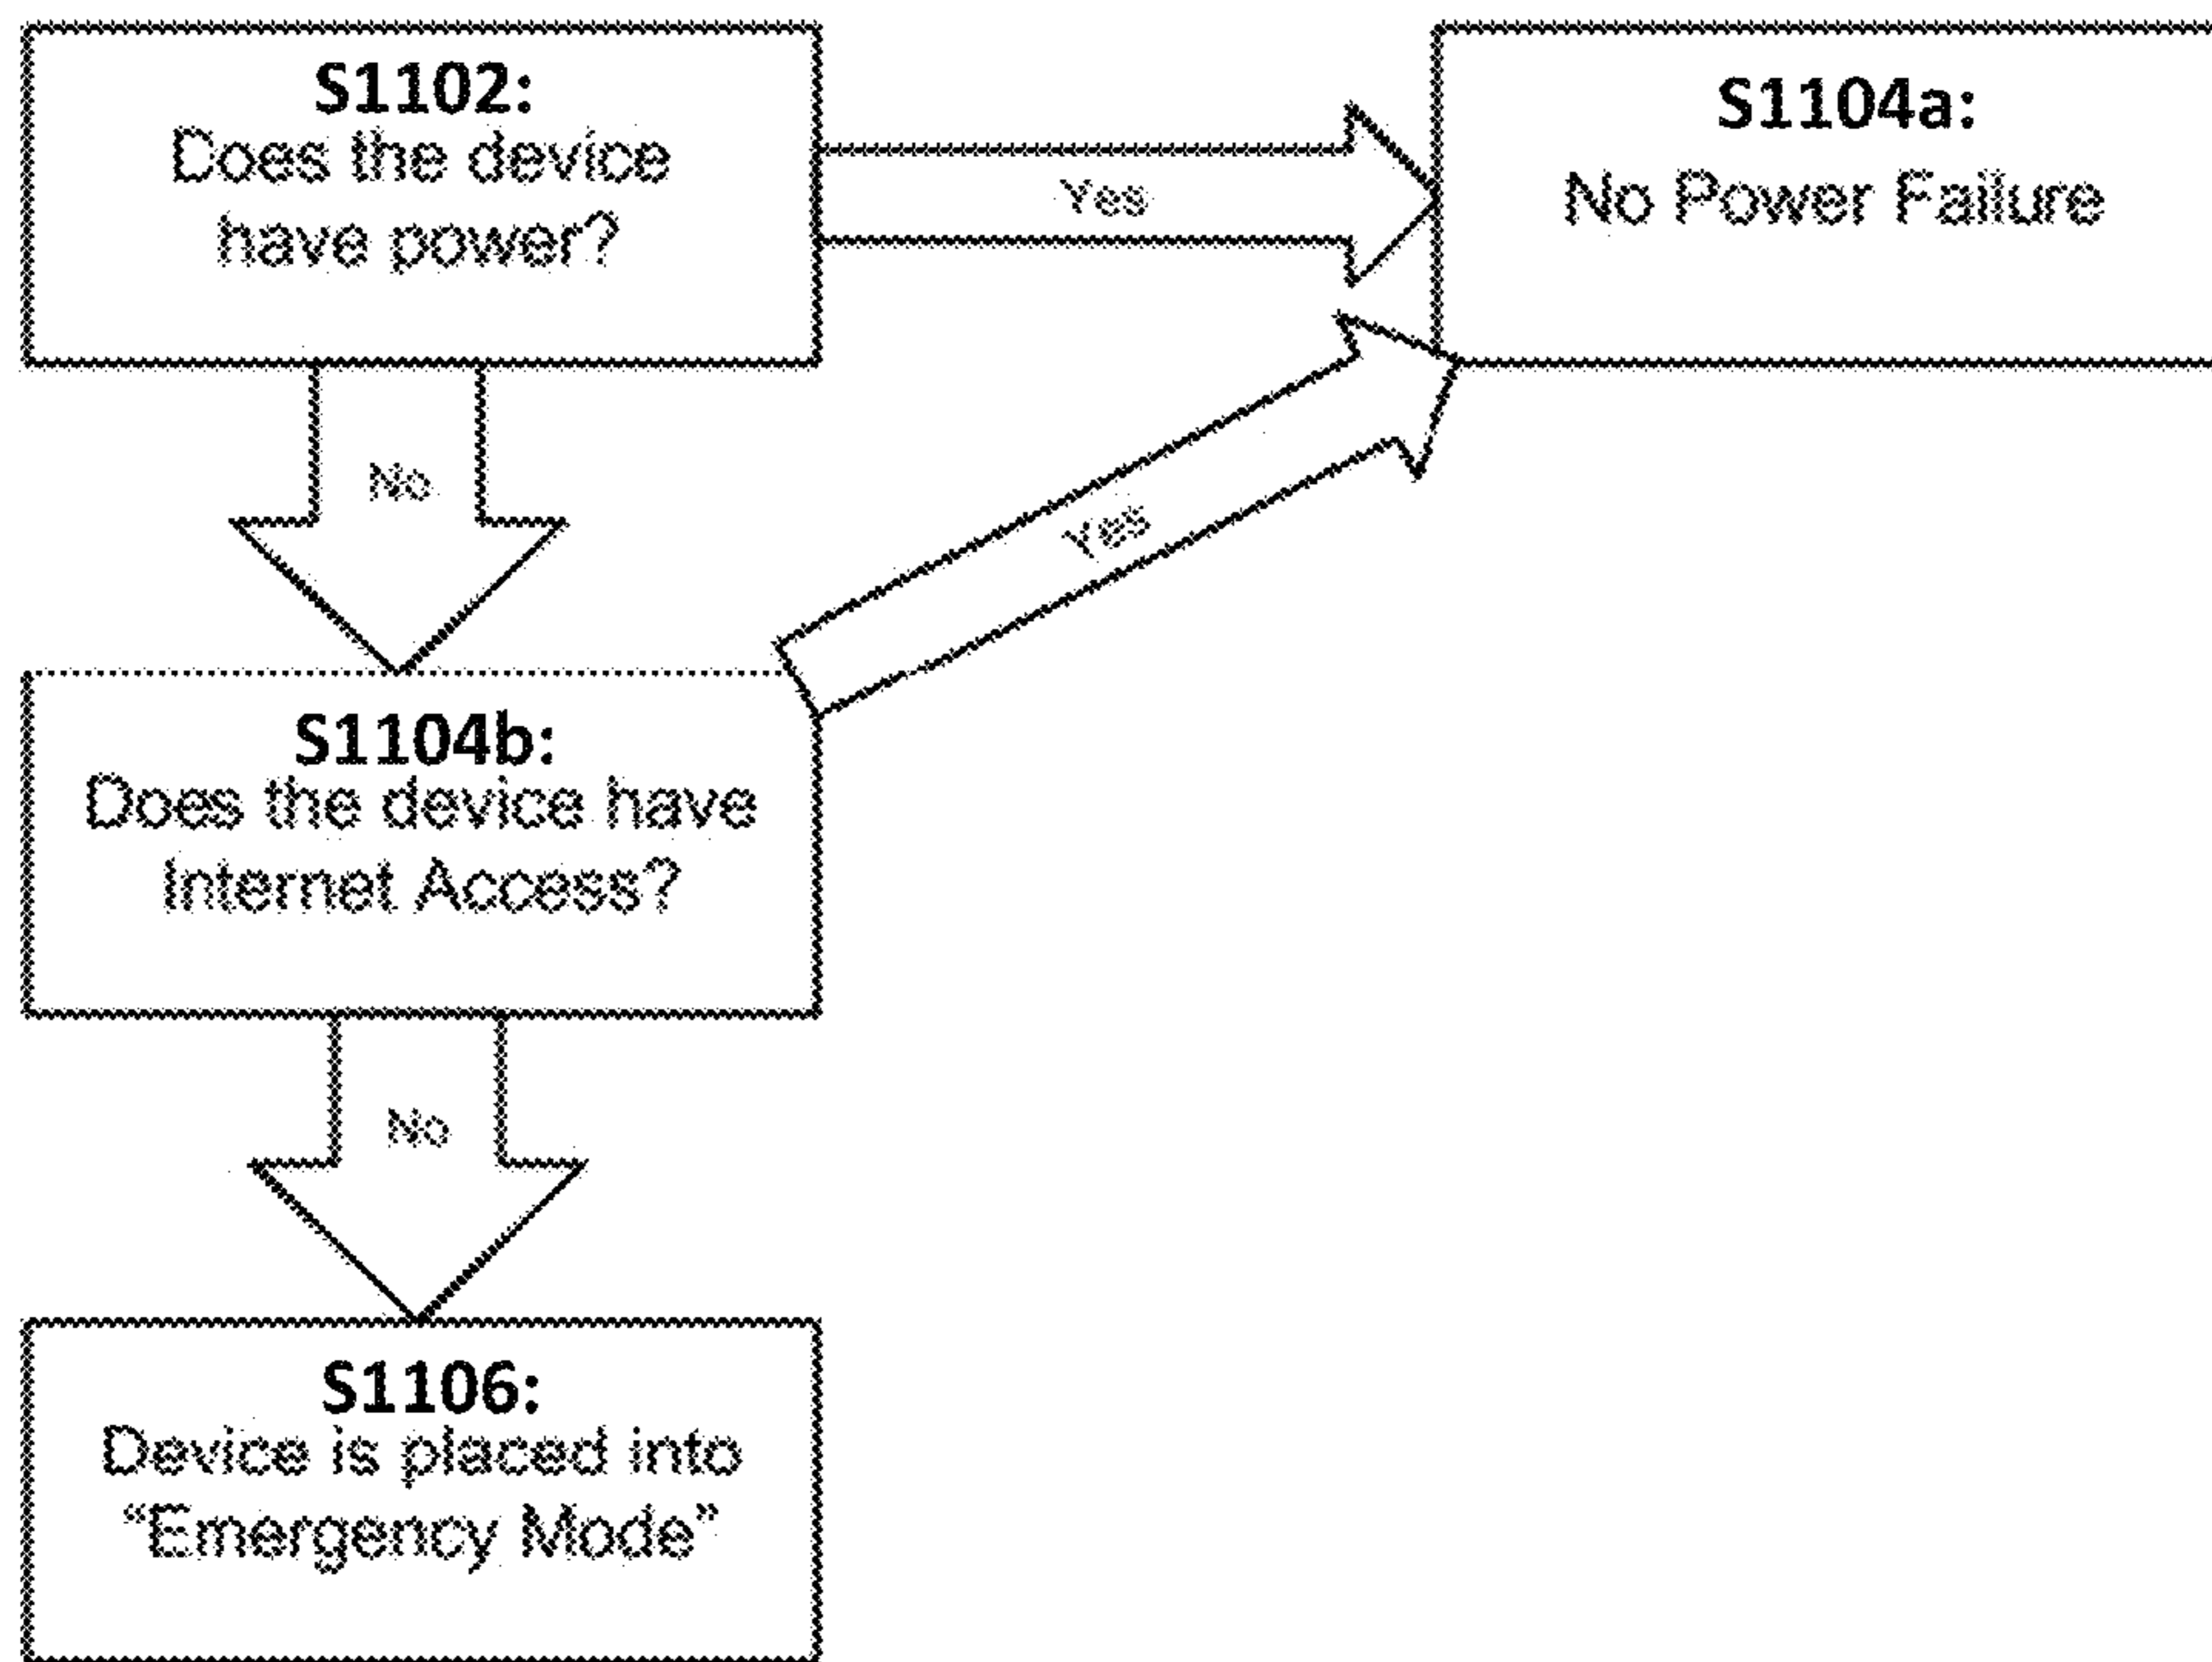 S1102:
Does the device
have power?
Yes
S1104a:
No Power Failure
No
Yes
S1104b:
Does the device have
Internet Access?
No
S1106:
Device is placed into
“Emergency Mode”